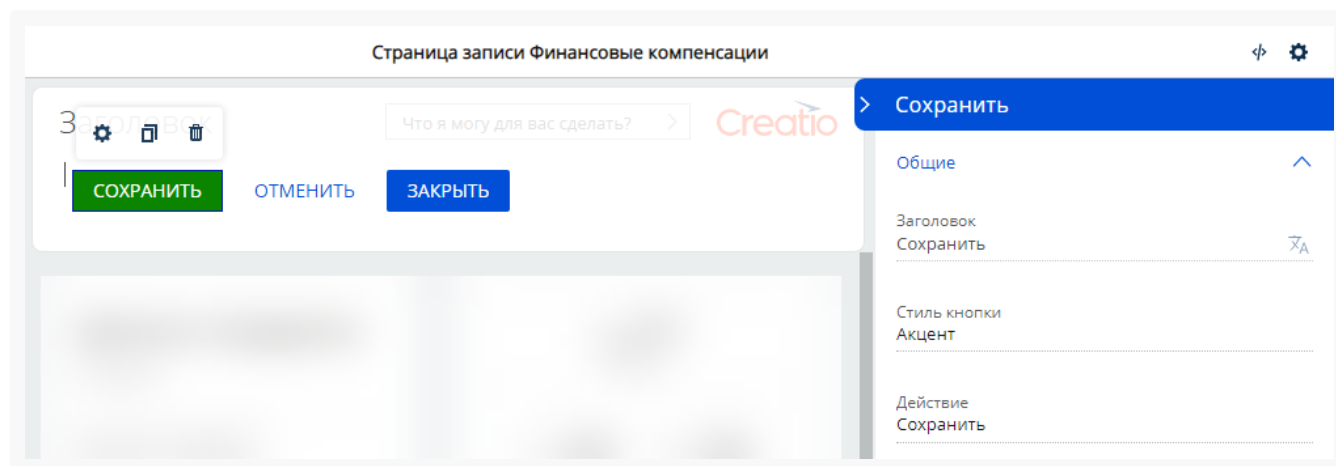 Страница записи Финансовые компенсации
Заголовок
Что я могу для вас сделать?
Creatio
СОХРАНИТЬ
ОТМЕНИТЬ
ЗАКРЫТЬ
Сохранить
Общие
Заголовок
Сохранить
Стиль кнопки
Акцент
Действие
Сохранить